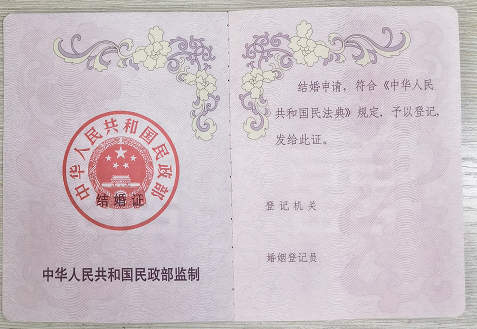 中华人民共和国民政部
结婚证
中华人民共和国民政部监制
结婚申请，符合《中华人民
共和国民法典》规定，予以登记，
发给此证。
登记机关
婚姻登记员